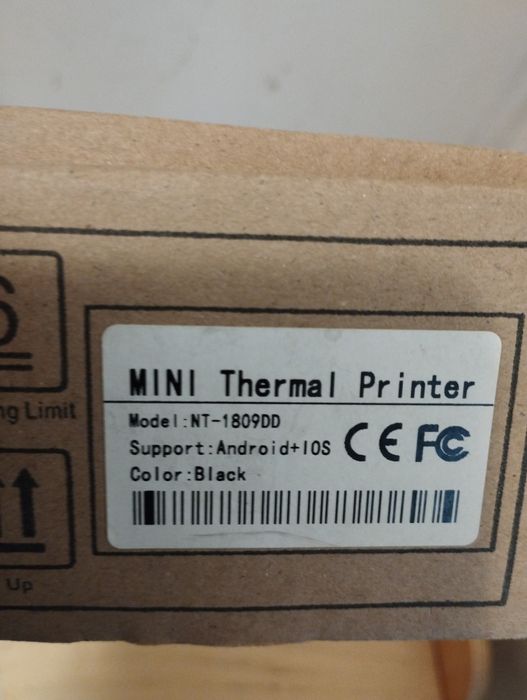 MINI Thermal Printer
Model:NT-1809DD
Support:Android+IOS
CE FC
Color:Black
ng Limit
Up